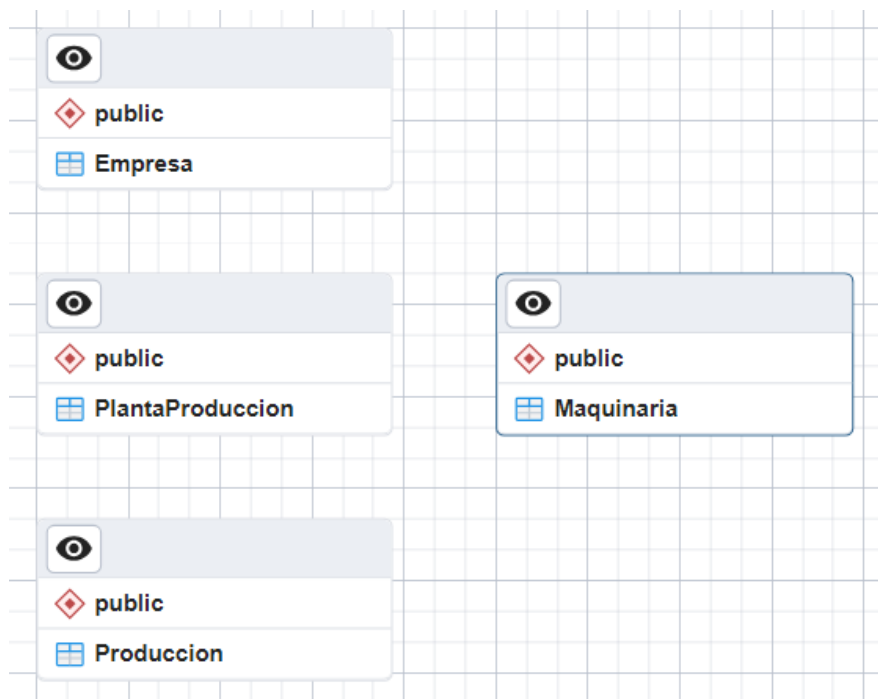 public
Empresa
public
PlantaProduccion
public
Maquinaria
public
Produccion